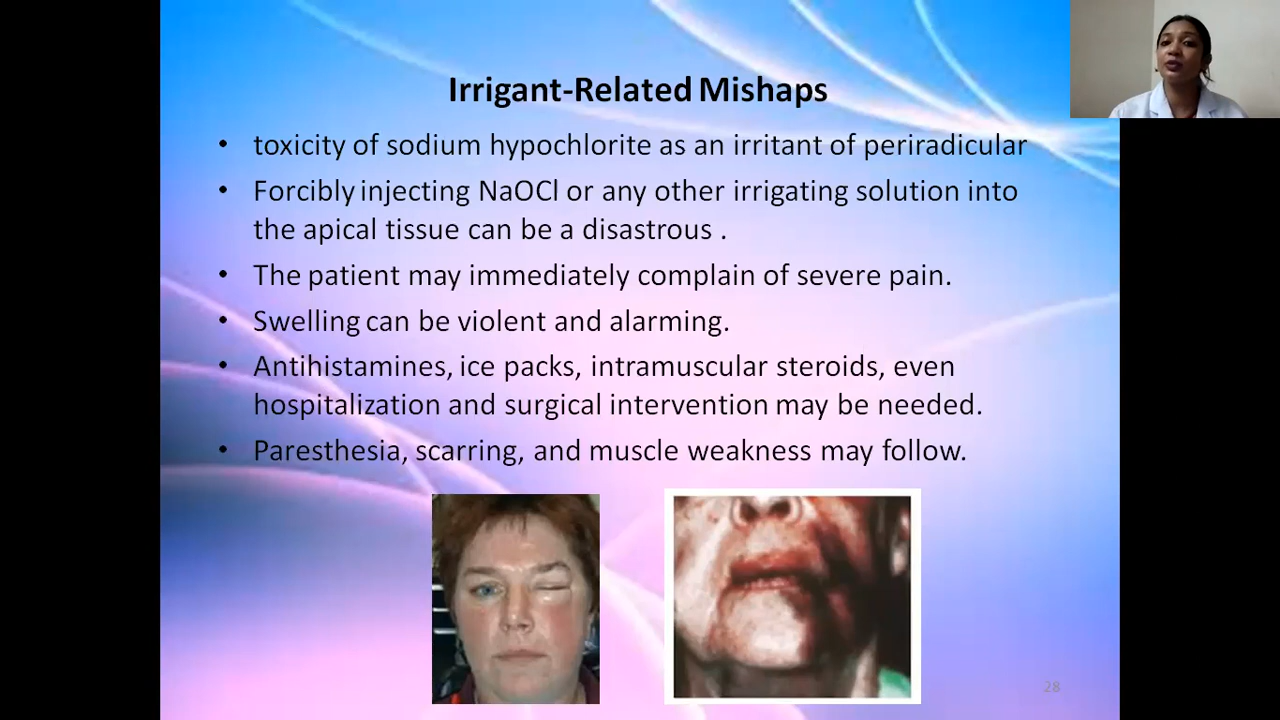 Irrigant-Related Mishaps
• toxicity of sodium hypochlorite as an irritant of periradicular
• Forcibly injecting NaOCl or any other irrigating solution into
the apical tissue can be a disastrous .
• The patient may immediately complain of severe pain.
• Swelling can be violent and alarming.
• Antihistamines, ice packs, intramuscular steroids, even
hospitalization and surgical intervention may be needed.
• Paresthesia, scarring, and muscle weakness may follow.
28